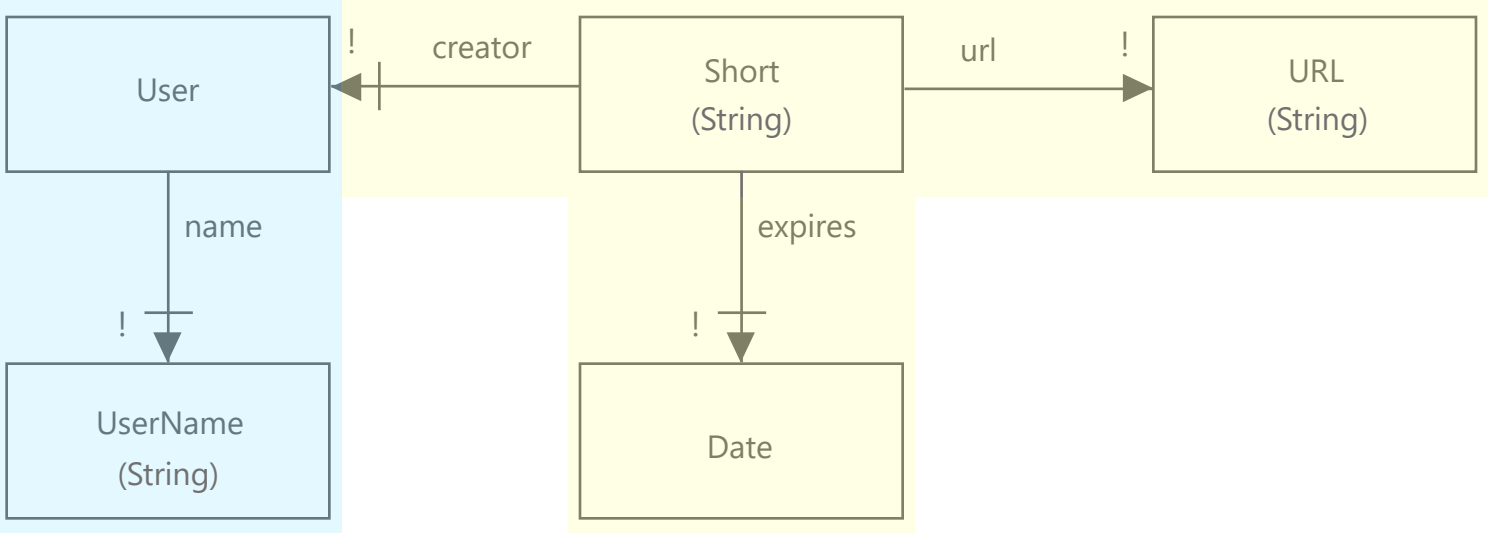 User
!
creator
Short
(String)
url
!
URL
(String)
name
!
expires
!
UserName
(String)
Date